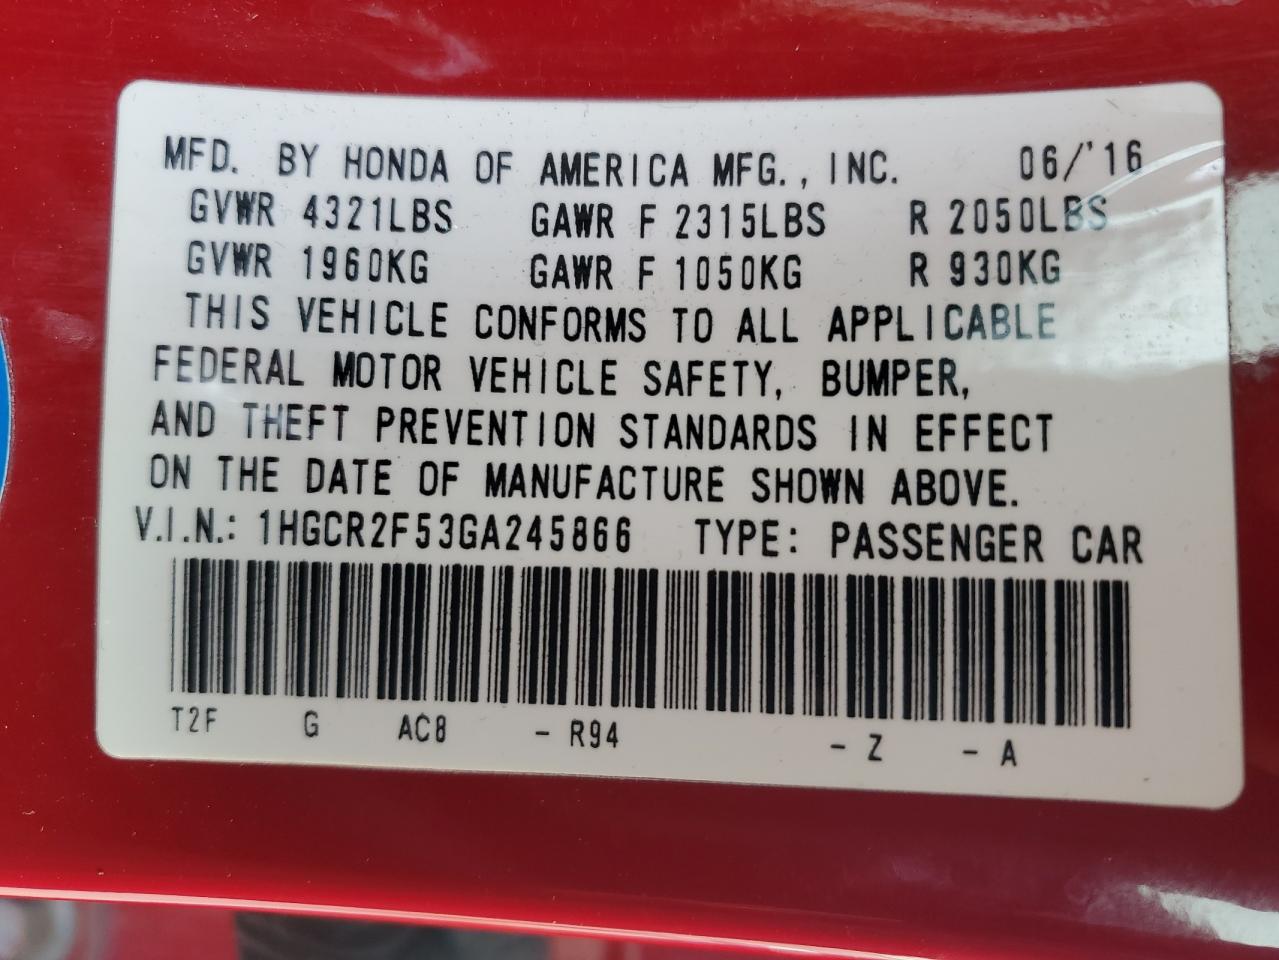 MFD. BY HONDA OF AMERICA MFG., INC. 06/'16
GVWR 4321LBS GAWR F 2315LBS R 2050LBS
GVWR 1960KG GAWR F 1050KG R 930KG
THIS VEHICLE CONFORMS TO ALL APPLICABLE
FEDERAL MOTOR VEHICLE SAFETY, BUMPER,
AND THEFT PREVENTION STANDARDS IN EFFECT
ON THE DATE OF MANUFACTURE SHOWN ABOVE.
V.I.N.: 1HGCR2F53GA245866 TYPE: PASSENGER CAR
T2F G AC8 - R94 - Z - A